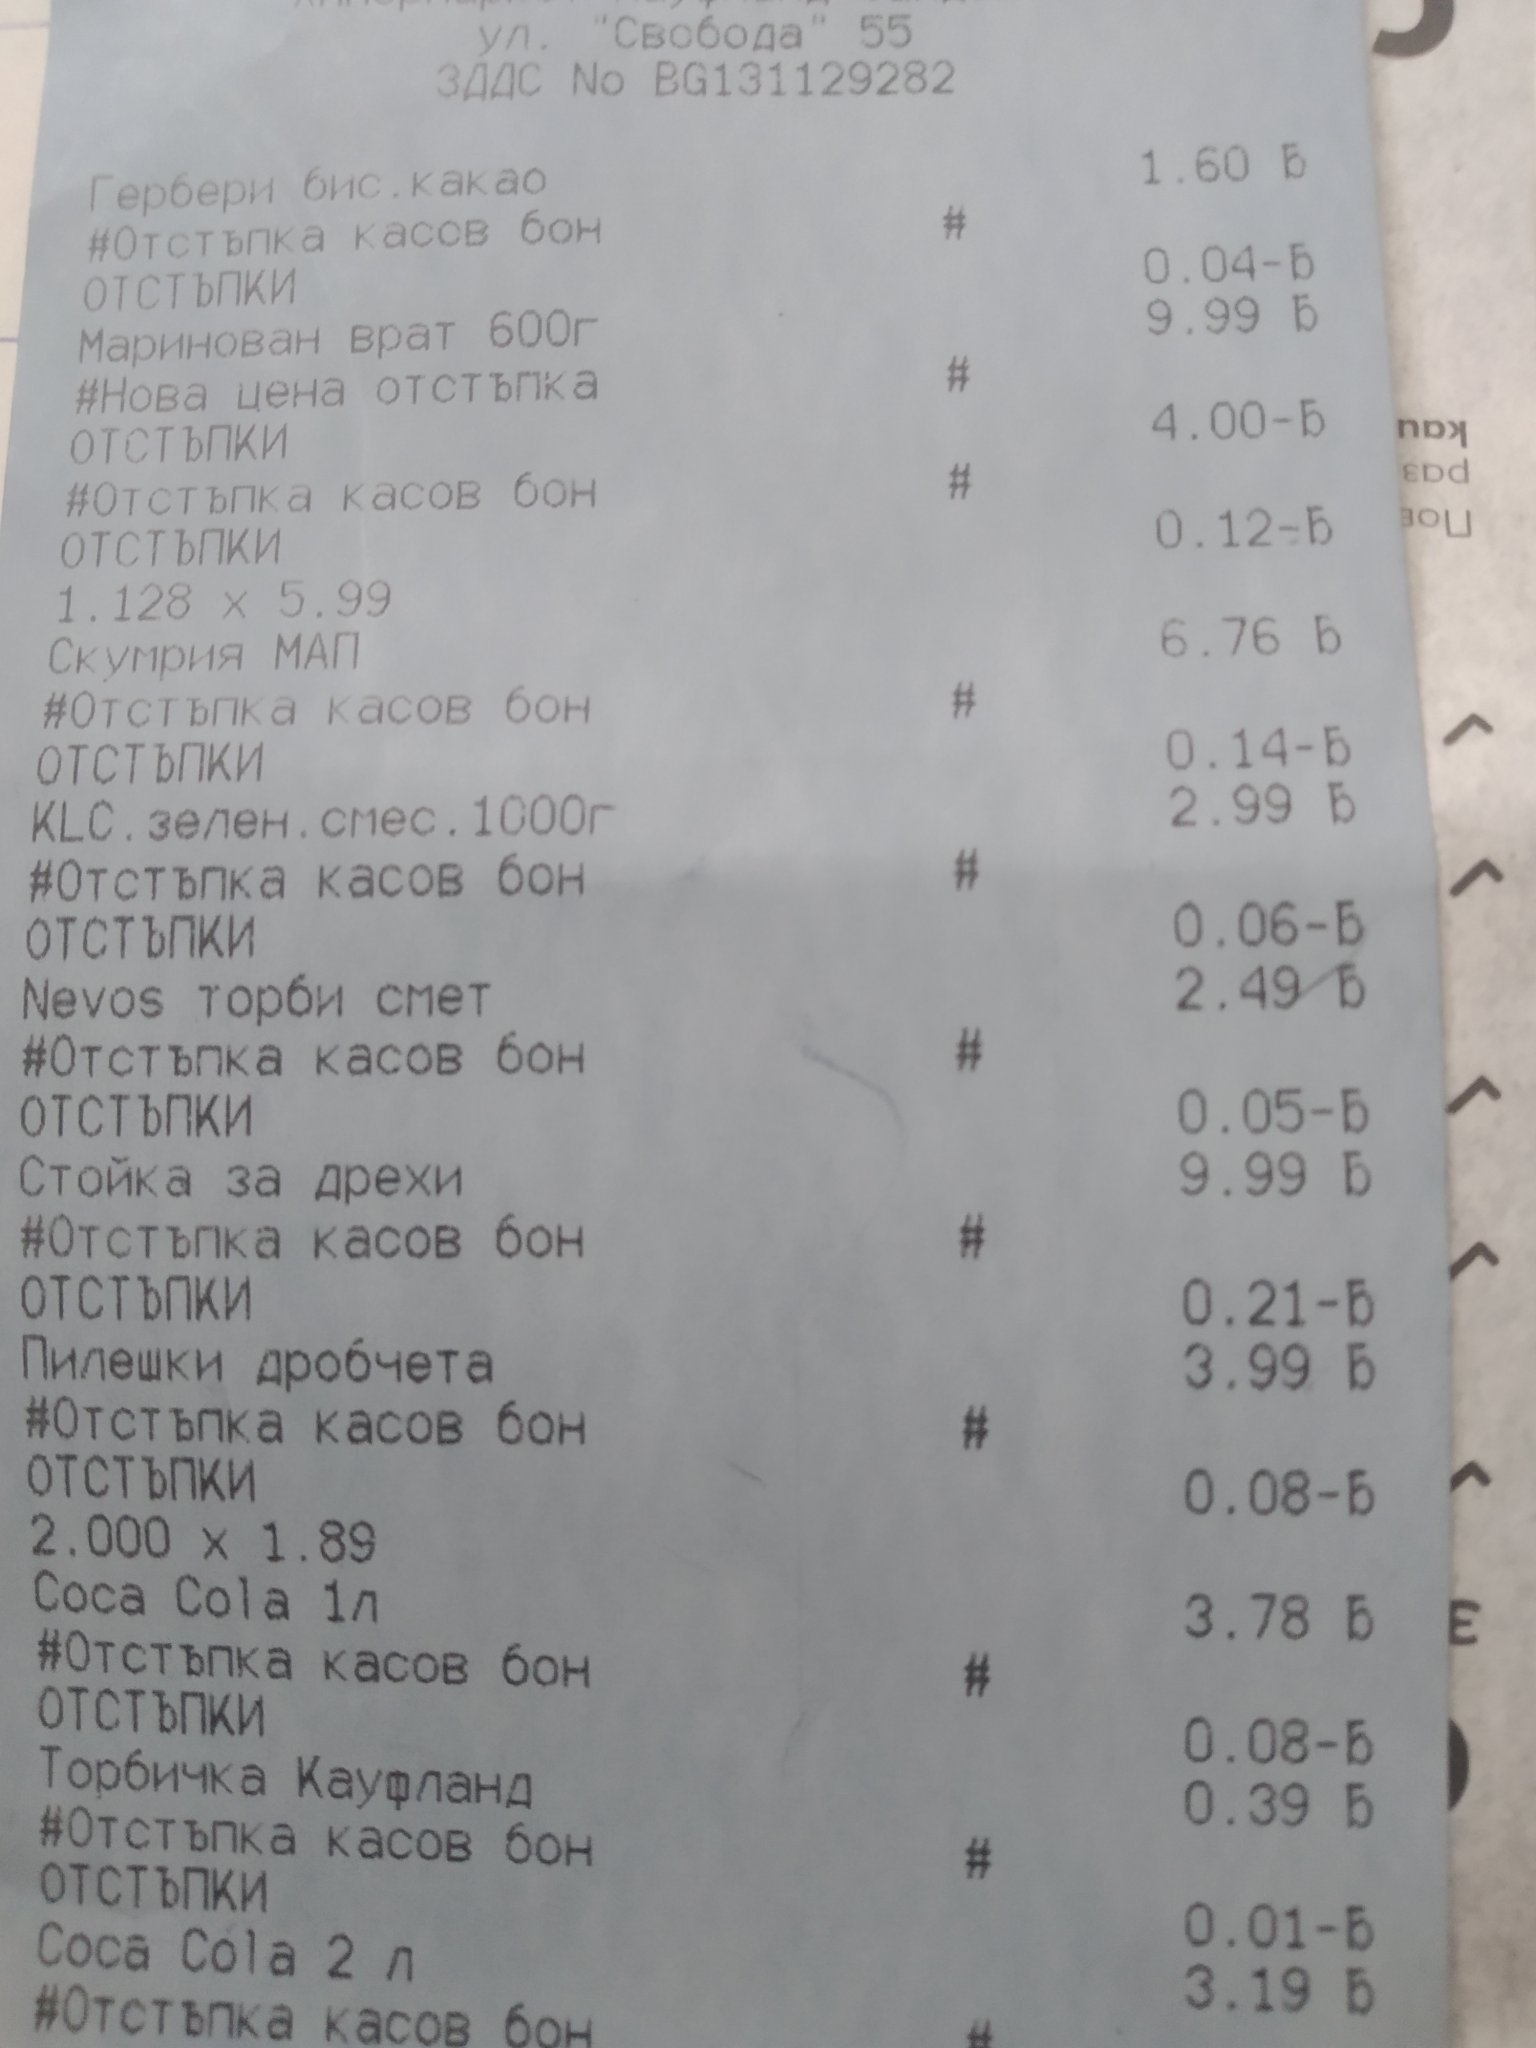 ул. "Свобода" 55
ЗДДС No BG131129282
Гербери бис.какао 1.60 Б
#Отстъпка касов бон #
ОТСТЪПКИ 0.04-Б
Маринован врат 600г 9.99 Б
#Нова цена отстъпка #
ОТСТЪПКИ 4.00-Б
#Отстъпка касов бон #
ОТСТЪПКИ 0.12-Б
1.128 x 5.99
Скумрия МАП 6.76 Б
#Отстъпка касов бон #
ОТСТЪПКИ 0.14-Б
KLC.зелен.смес.1000г 2.99 Б
#Отстъпка касов бон #
ОТСТЪПКИ 0.06-Б
Nevos торби смет 2.49 Б
#Отстъпка касов бон #
ОТСТЪПКИ 0.05-Б
Стойка за дрехи 9.99 Б
#Отстъпка касов бон #
ОТСТЪПКИ 0.21-Б
Пилешки дробчета 3.99 Б
#Отстъпка касов бон #
ОТСТЪПКИ 0.08-Б
2.000 x 1.89
Coca Cola 1л 3.78 Б
#Отстъпка касов бон #
ОТСТЪПКИ 0.08-Б
Торбичка Кауфланд 0.39 Б
#Отстъпка касов бон #
ОТСТЪПКИ 0.01-Б
Coca Cola 2 л 3.19 Б
#Отстъпка касов бон #